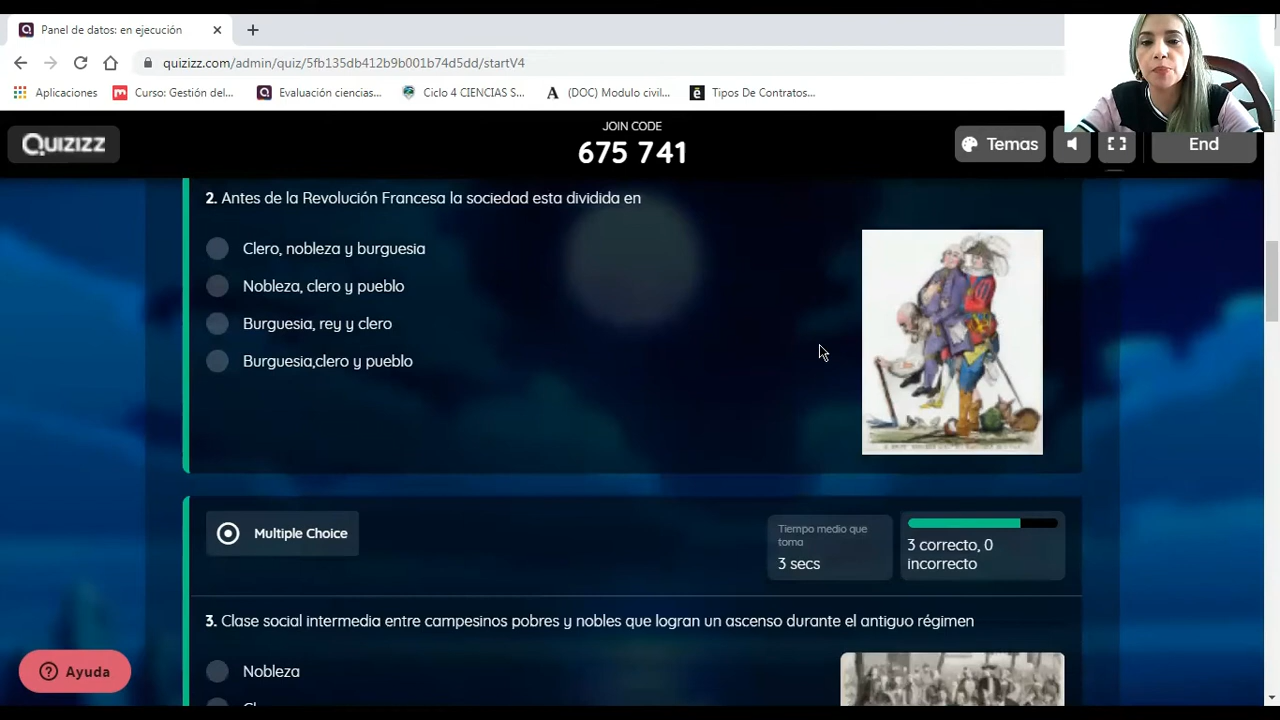 Panel de datos: en ejecución
quizizz.com/admin/quiz/5fb135db412b9b001b74d5dd/startV4
Aplicaciones
Curso: Gestión del...
Evaluación ciencias...
Ciclo 4 CIENCIAS S...
(DOC) Modulo civil...
Tipos De Contratos...
Quizizz
JOIN CODE
675 741
Temas
End
2. Antes de la Revolución Francesa la sociedad esta dividida en
Clero, nobleza y burguesia
Nobleza, clero y pueblo
Burguesia, rey y clero
Burguesia,clero y pueblo
Multiple Choice
Tiempo medio que
toma
3 secs
3 correcto, 0
incorrecto
3. Clase social intermedia entre campesinos pobres y nobles que logran un ascenso durante el antiguo régimen
Nobleza
Ayuda